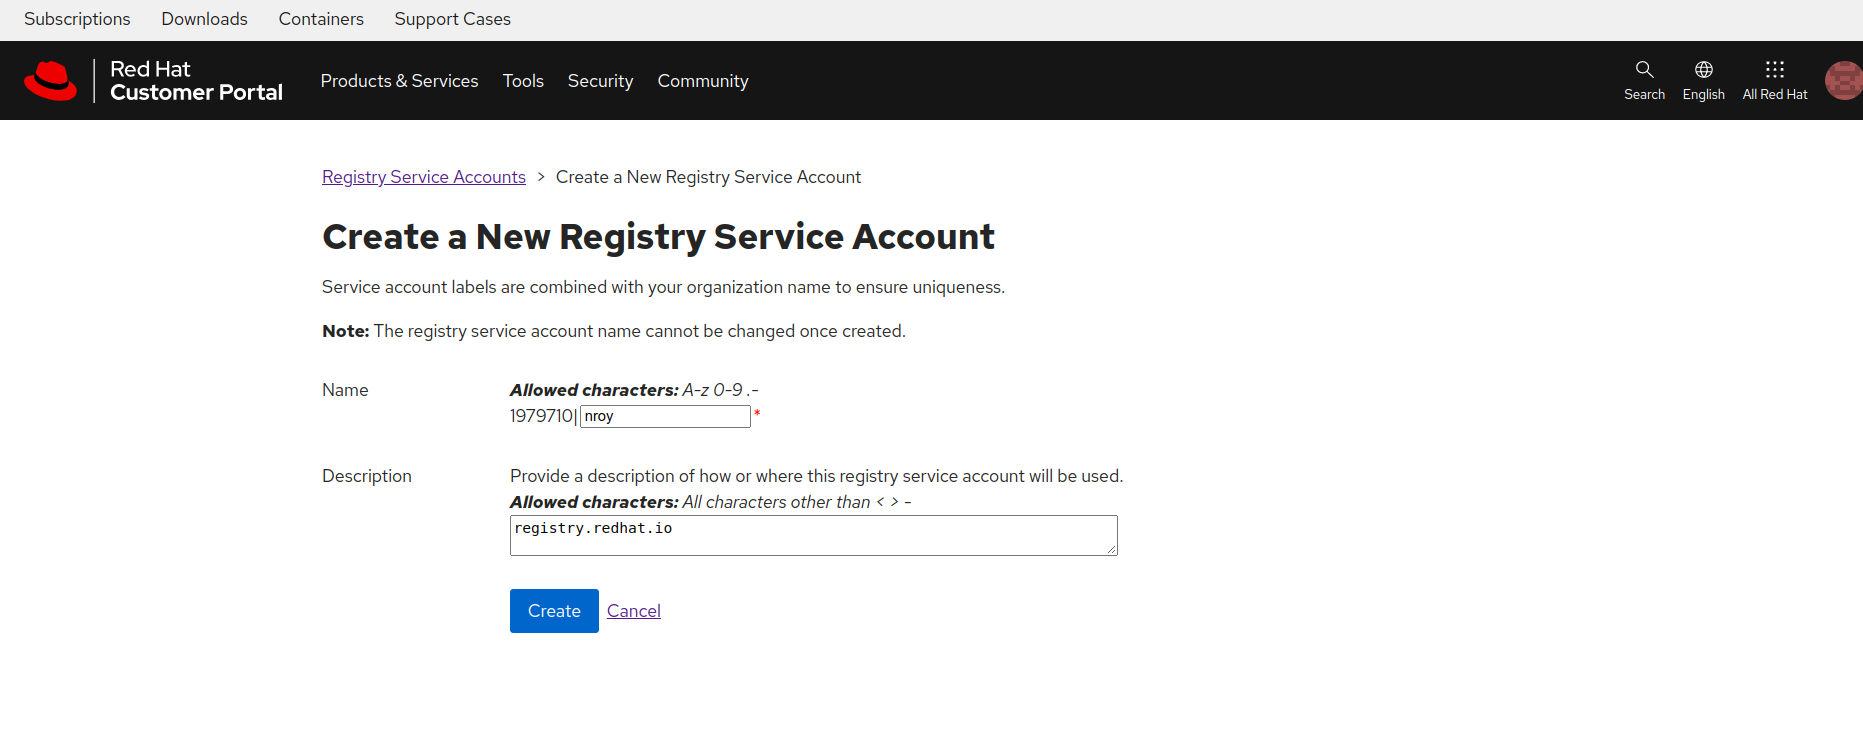 Subscriptions Downloads Containers Support Cases
Red Hat
Customer Portal
Products & Services Tools Security Community
Search English All Red Hat
Registry Service Accounts > Create a New Registry Service Account
Create a New Registry Service Account
Service account labels are combined with your organization name to ensure uniqueness.
Note: The registry service account name cannot be changed once created.
Name
Allowed characters: A-z 0-9 .-
1979710| nroy *
Description
Provide a description of how or where this registry service account will be used.
Allowed characters: All characters other than < > -
registry.redhat.io
Create Cancel